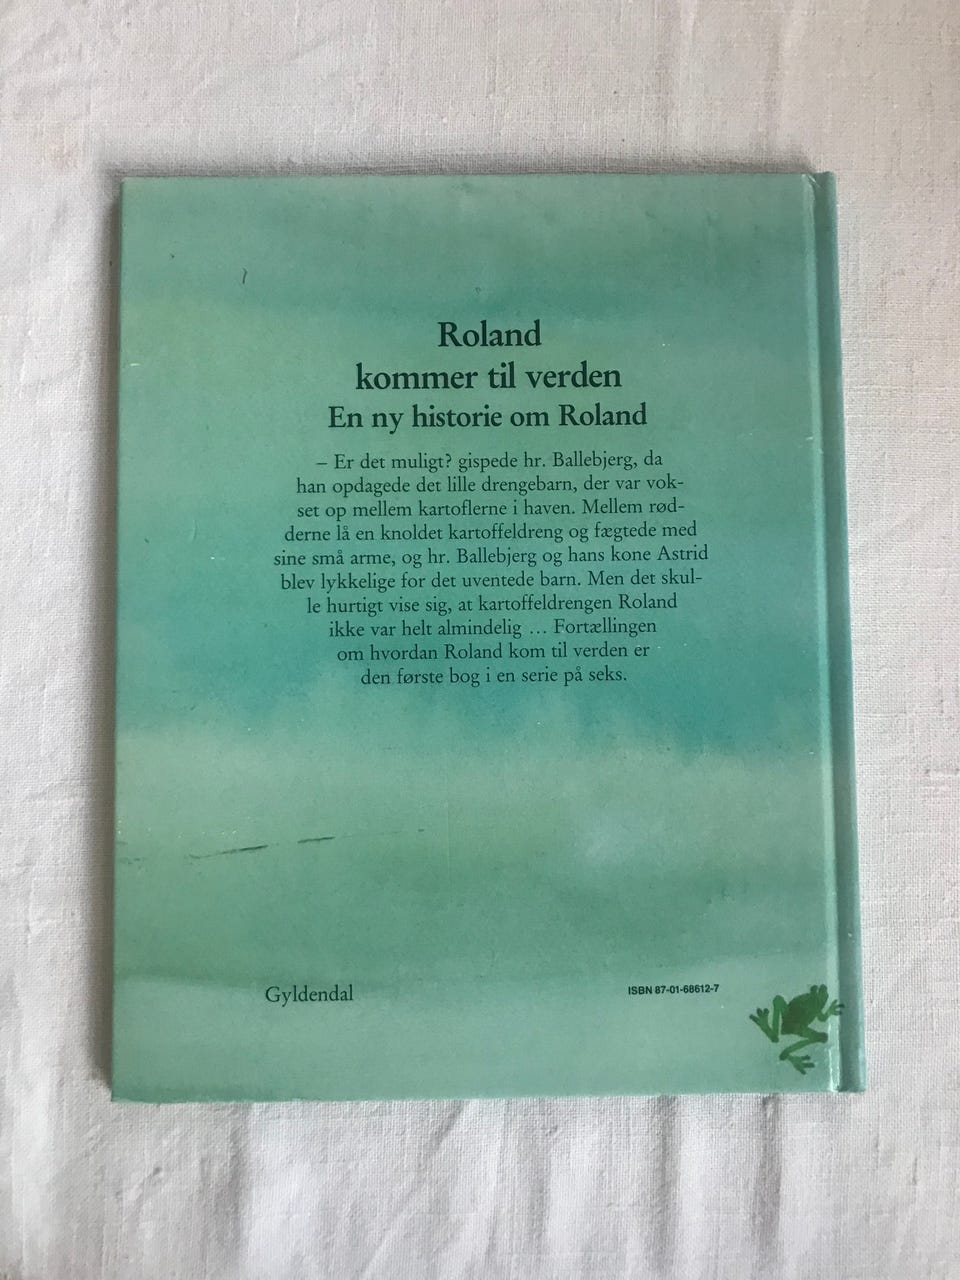 Roland
kommer til verden
En ny historie om Roland
– Er det muligt? gispede hr. Ballebjerg, da
han opdagede det lille drengebarn, der var vok-
set op mellem kartoflerne i haven. Mellem rød-
derne lå en knoldet kartoffeldreng og fægtede med
sine små arme, og hr. Ballebjerg og hans kone Astrid
blev lykkelige for det uventede barn. Men det skul-
le hurtigt vise sig, at kartoffeldrengen Roland
ikke var helt almindelig … Fortællingen
om hvordan Roland kom til verden er
den første bog i en serie på seks.
Gyldendal
ISBN 87-01-68612-7